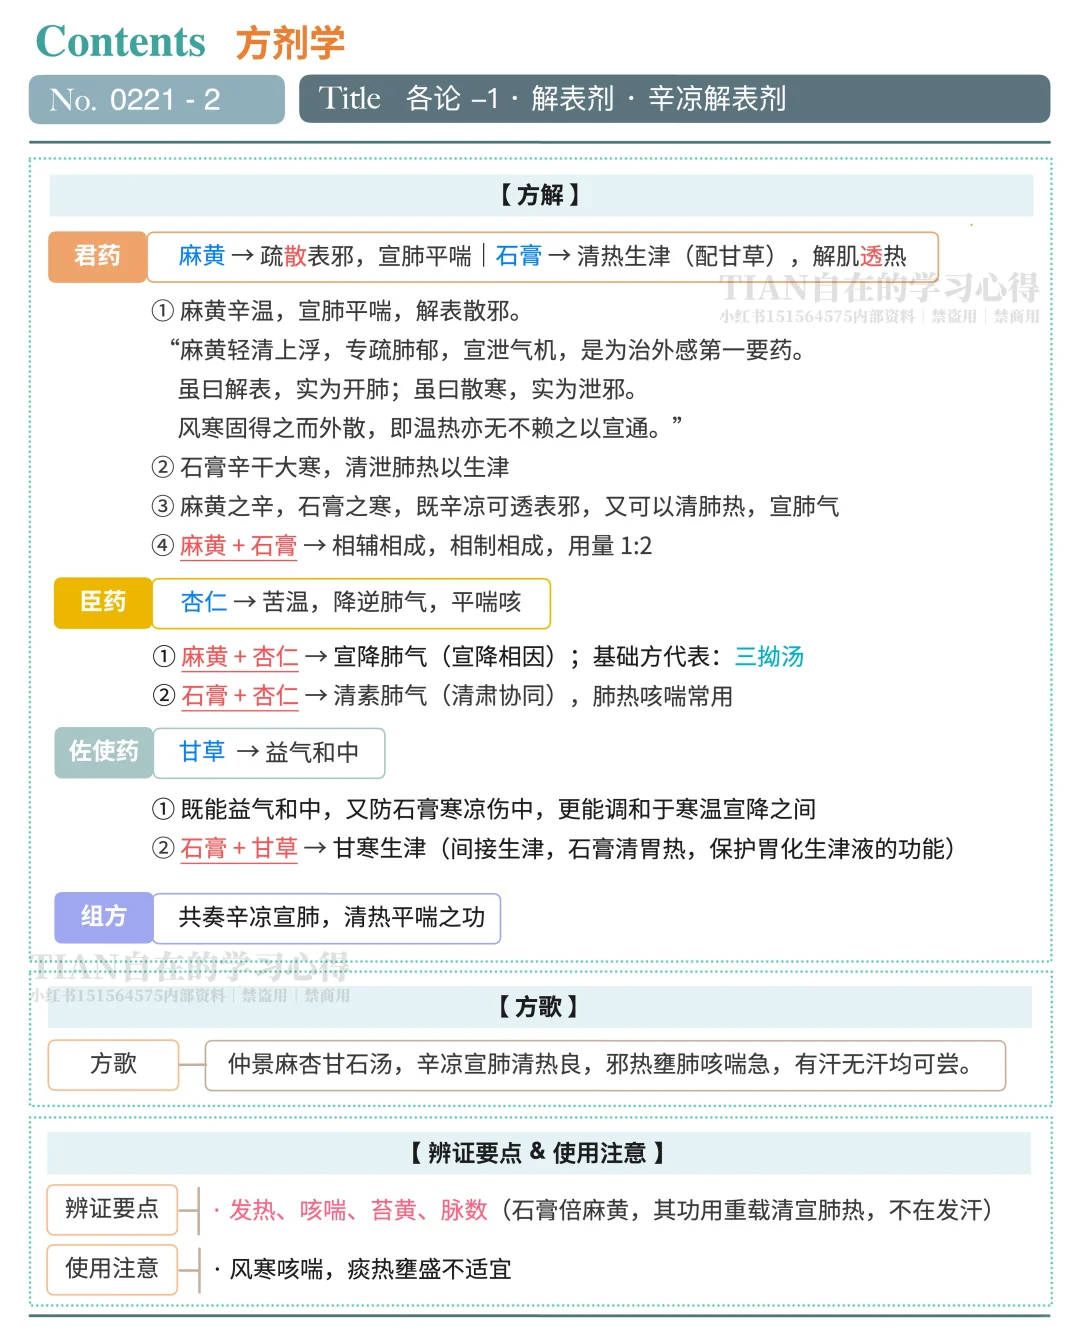 Contents 方剂学
No. 0221 - 2
Title 各论 –1 · 解表剂 · 辛凉解表剂
【 方解 】
君药 麻黄 → 疏散表邪，宣肺平喘｜石膏 → 清热生津（配甘草），解肌透热
TIAN自在的学习心得
小红书151564575内部资料｜禁盗用｜禁商用
① 麻黄辛温，宣肺平喘，解表散邪。
“麻黄轻清上浮，专疏肺郁，宣泄气机，是为治外感第一要药。
虽曰解表，实为开肺；虽曰散寒，实为泄邪。
风寒固得之而外散，即温热亦无不赖之以宣通。”
② 石膏辛干大寒，清泄肺热以生津
③ 麻黄之辛，石膏之寒，既辛凉可透表邪，又可以清肺热，宣肺气
④ 麻黄 + 石膏 → 相辅相成，相制相成，用量 1:2
臣药 杏仁 → 苦温，降逆肺气，平喘咳
① 麻黄 + 杏仁 → 宣降肺气（宣降相因）；基础方代表：三拗汤
② 石膏 + 杏仁 → 清素肺气（清肃协同），肺热咳喘常用
佐使药 甘草 → 益气和中
① 既能益气和中，又防石膏寒凉伤中，更能调和于寒温宣降之间
② 石膏 + 甘草 → 甘寒生津（间接生津，石膏清胃热，保护胃化生津液的功能）
组方 共奏辛凉宣肺，清热平喘之功
TIAN自在的学习心得
小红书151564575内部资料｜禁盗用｜禁商用
【 方歌 】
方歌 仲景麻杏甘石汤，辛凉宣肺清热良，邪热壅肺咳喘急，有汗无汗均可尝。
【 辨证要点 & 使用注意 】
辨证要点 · 发热、咳喘、苔黄、脉数（石膏倍麻黄，其功用重载清宣肺热，不在发汗）
使用注意 · 风寒咳喘，痰热壅盛不适宜